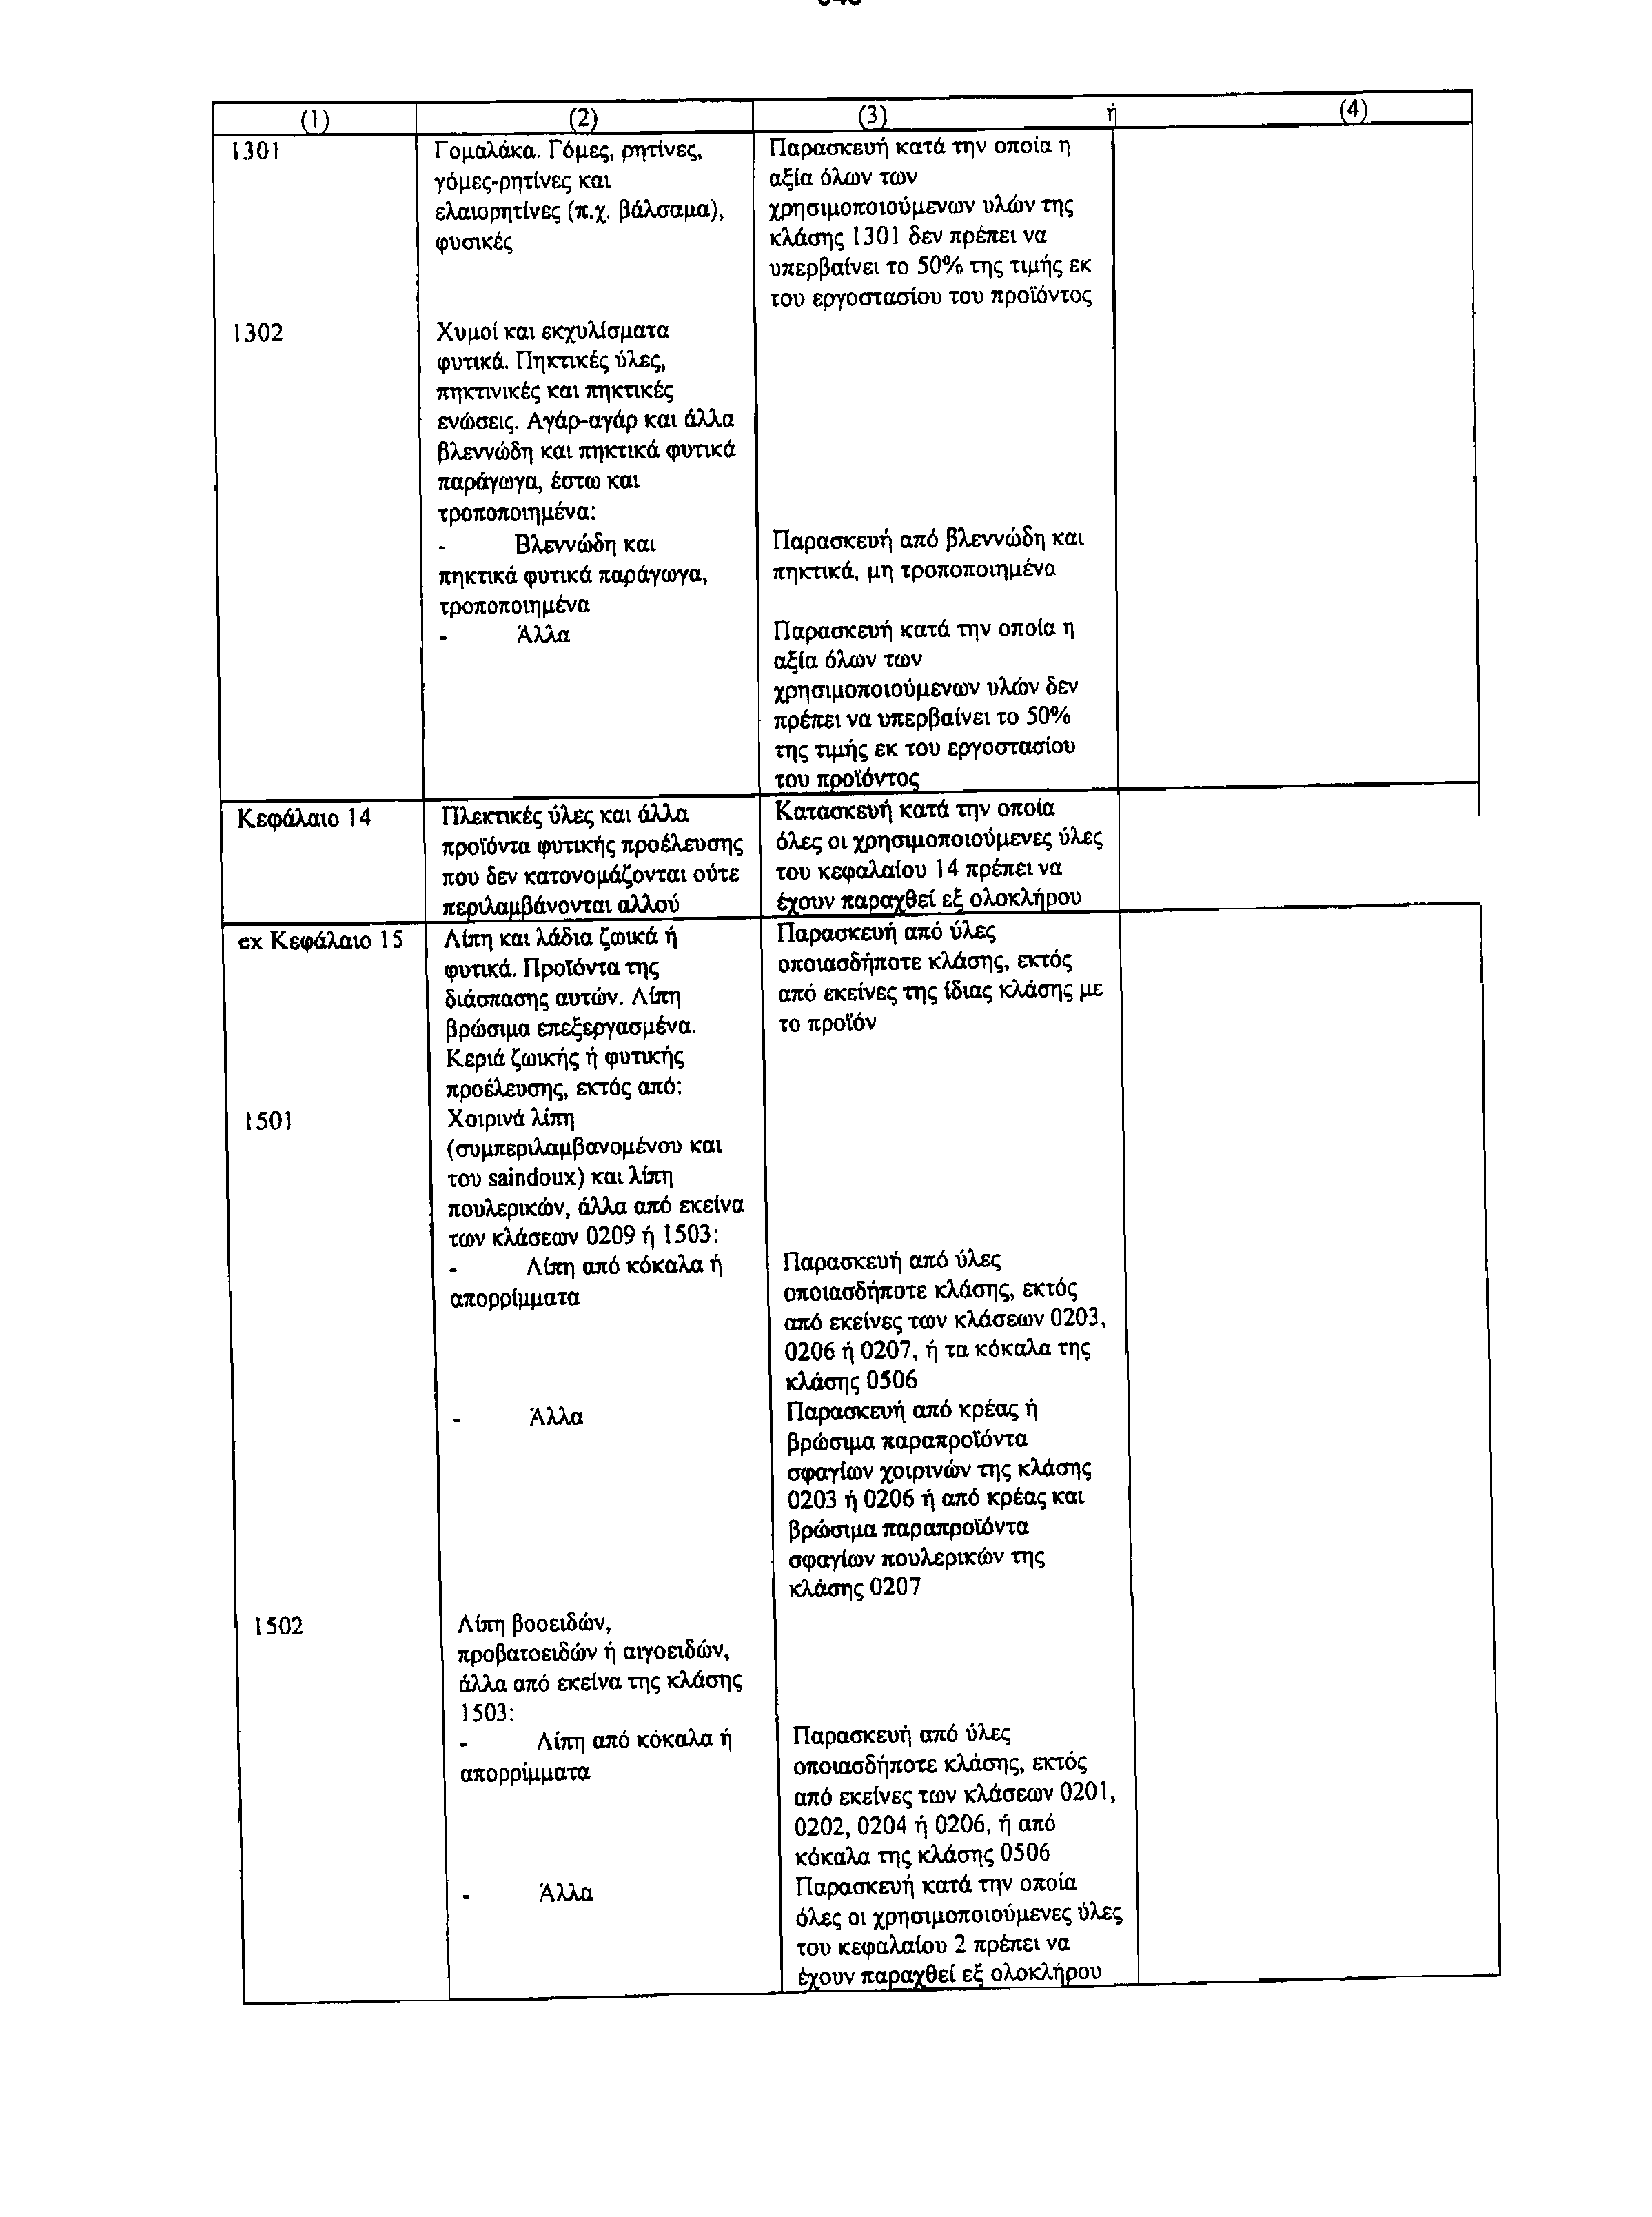 (1) (2) (3) ή (4)
1301 Γομαλάκα. Γόμες, ρητίνες, Παρασκευή κατά την οποία η
γόμες-ρητίνες και αξία όλων των
ελαιορητίνες (π.χ. βάλσαμα), χρησιμοποιούμενων υλών της
φυσικές κλάσης 1301 δεν πρέπει να
υπερβαίνει το 50% της τιμής εκ
του εργοστασίου του προϊόντος
1302 Χυμοί και εκχυλίσματα
φυτικά. Πηκτικές ύλες,
πηκτινικές και πηκτικές
ενώσεις. Αγάρ-αγάρ και άλλα
βλεννώδη και πηκτικά φυτικά
παράγωγα, έστω και
τροποποιημένα:
- Βλεννώδη και Παρασκευή από βλεννώδη και
πηκτικά φυτικά παράγωγα, πηκτικά, μη τροποποιημένα
τροποποιημένα
- Άλλα Παρασκευή κατά την οποία η
αξία όλων των
χρησιμοποιούμενων υλών δεν
πρέπει να υπερβαίνει το 50%
της τιμής εκ του εργοστασίου
του προϊόντος
Κεφάλαιο 14 Πλεκτικές ύλες και άλλα Κατασκευή κατά την οποία
προϊόντα φυτικής προέλευσης όλες οι χρησιμοποιούμενες ύλες
που δεν κατονομάζονται ούτε του κεφαλαίου 14 πρέπει να
περιλαμβάνονται αλλού έχουν παραχθεί εξ ολοκλήρου
ex Κεφάλαιο 15 Λίπη και λάδια ζωικά ή Παρασκευή από ύλες
φυτικά. Προϊόντα της οποιασδήποτε κλάσης, εκτός
διάσπασης αυτών. Λίπη από εκείνες της ίδιας κλάσης με
βρώσιμα επεξεργασμένα. το προϊόν
Κεριά ζωικής ή φυτικής
προέλευσης, εκτός από:
1501 Χοιρινά λίπη
(συμπεριλαμβανομένου και
του saindoux) και λίπη
πουλερικών, άλλα από εκείνα
των κλάσεων 0209 ή 1503:
- Λίπη από κόκαλα ή Παρασκευή από ύλες
απορρίμματα οποιασδήποτε κλάσης, εκτός
από εκείνες των κλάσεων 0203,
0206 ή 0207, ή τα κόκαλα της
κλάσης 0506
- Άλλα Παρασκευή από κρέας ή
βρώσιμα παραπροϊόντα
σφαγίων χοιρινών της κλάσης
0203 ή 0206 ή από κρέας και
βρώσιμα παραπροϊόντα
σφαγίων πουλερικών της
κλάσης 0207
1502 Λίπη βοοειδών,
προβατοειδών ή αιγοειδών,
άλλα από εκείνα της κλάσης
1503:
- Λίπη από κόκαλα ή Παρασκευή από ύλες
απορρίμματα οποιασδήποτε κλάσης, εκτός
από εκείνες των κλάσεων 0201,
0202, 0204 ή 0206, ή από
κόκαλα της κλάσης 0506
- Άλλα Παρασκευή κατά την οποία
όλες οι χρησιμοποιούμενες ύλες
του κεφαλαίου 2 πρέπει να
έχουν παραχθεί εξ ολοκλήρου